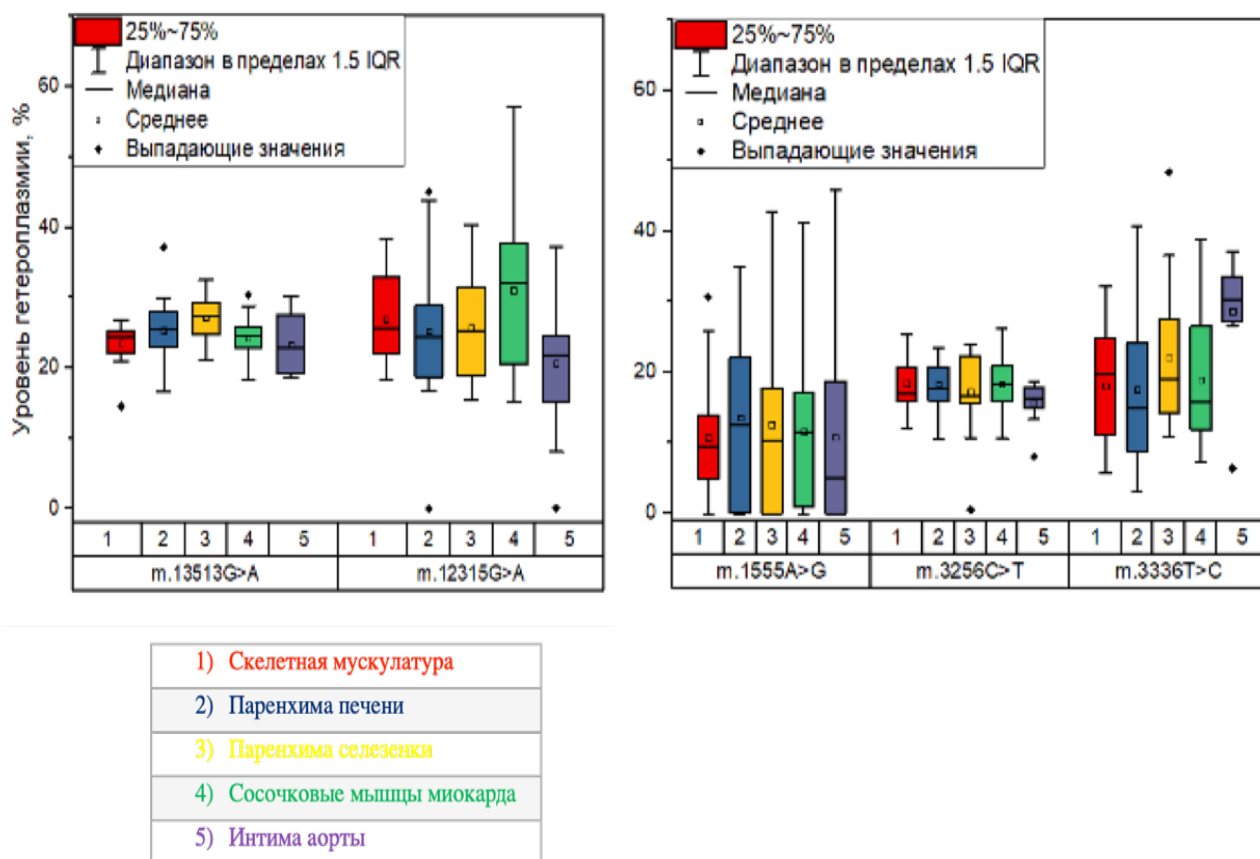 25%~75%
Диапазон в пределах 1.5 IQR
Медиана
Среднее
Выпадающие значения
Уровень гетероплазмии, %
60
40
20
0
1 2 3 4 5 1 2 3 4 5
m.13513G>A m.12315G>A
25%~75%
Диапазон в пределах 1.5 IQR
Медиана
Среднее
Выпадающие значения
60
40
20
0
1 2 3 4 5 1 2 3 4 5 1 2 3 4 5
m.1555A>G m.3256C>T m.3336T>C
1) Скелетная мускулатура
2) Паренхима печени
3) Паренхима селезенки
4) Сосочковые мышцы миокарда
5) Интима аорты